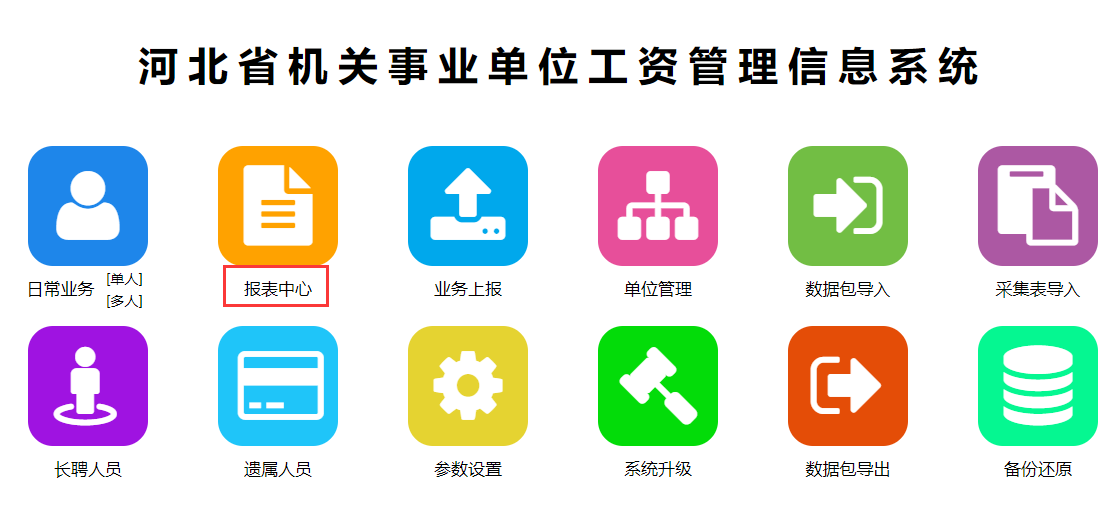 河北省机关事业单位工资管理信息系统
日常业务 [单人]
[多人]
报表中心
业务上报
单位管理
数据包导入
采集表导入
长聘人员
遗属人员
参数设置
系统升级
数据包导出
备份还原